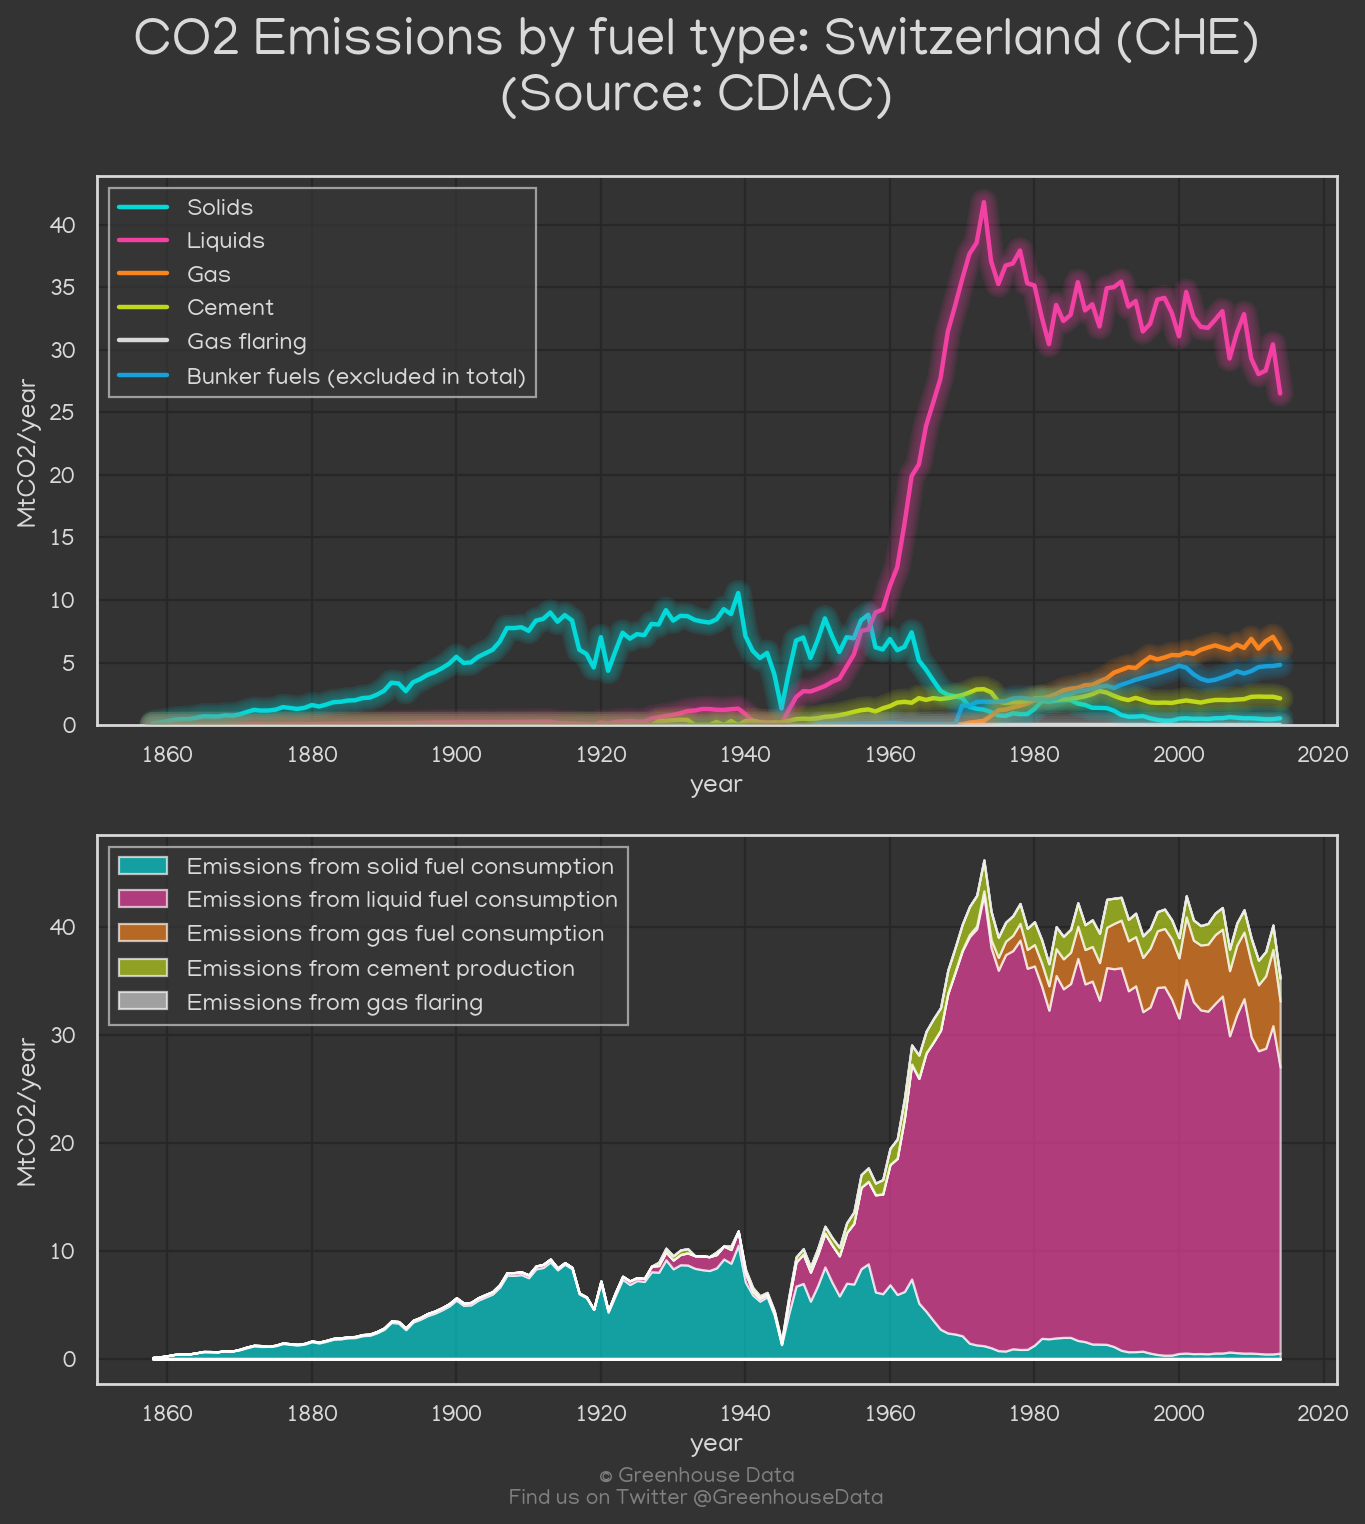 CO2 Emissions by fuel type: Switzerland (CHE)
(Source: CDIAC)
Solids
Liquids
Gas
Cement
Gas flaring
Bunker fuels (excluded in total)
MtCO2/year
40
35
30
25
20
15
10
5
0
1860 1880 1900 1920 1940 1960 1980 2000 2020
year
Emissions from solid fuel consumption
Emissions from liquid fuel consumption
Emissions from gas fuel consumption
Emissions from cement production
Emissions from gas flaring
MtCO2/year
40
30
20
10
0
1860 1880 1900 1920 1940 1960 1980 2000 2020
year
© Greenhouse Data
Find us on Twitter @GreenhouseData